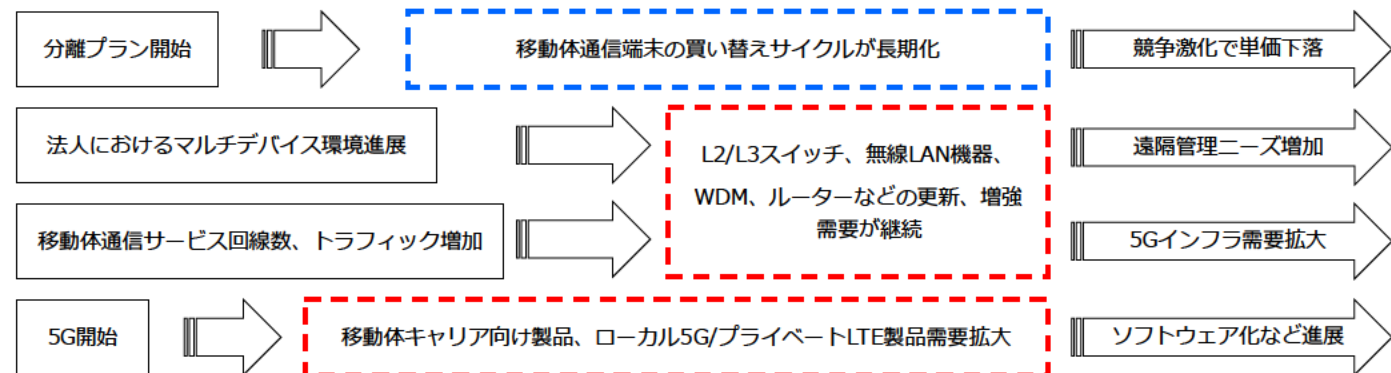 分離プラン開始
移動体通信端末の買い替えサイクルが長期化
競争激化で単価下落
法人におけるマルチデバイス環境進展
L2/L3スイッチ、無線LAN機器、
WDM、ルーターなどの更新、増強
需要が継続
遠隔管理ニーズ増加
移動体通信サービス回線数、トラフィック増加
5Gインフラ需要拡大
5G開始
移動体キャリア向け製品、ローカル5G/プライベートLTE製品需要拡大
ソフトウェア化など進展